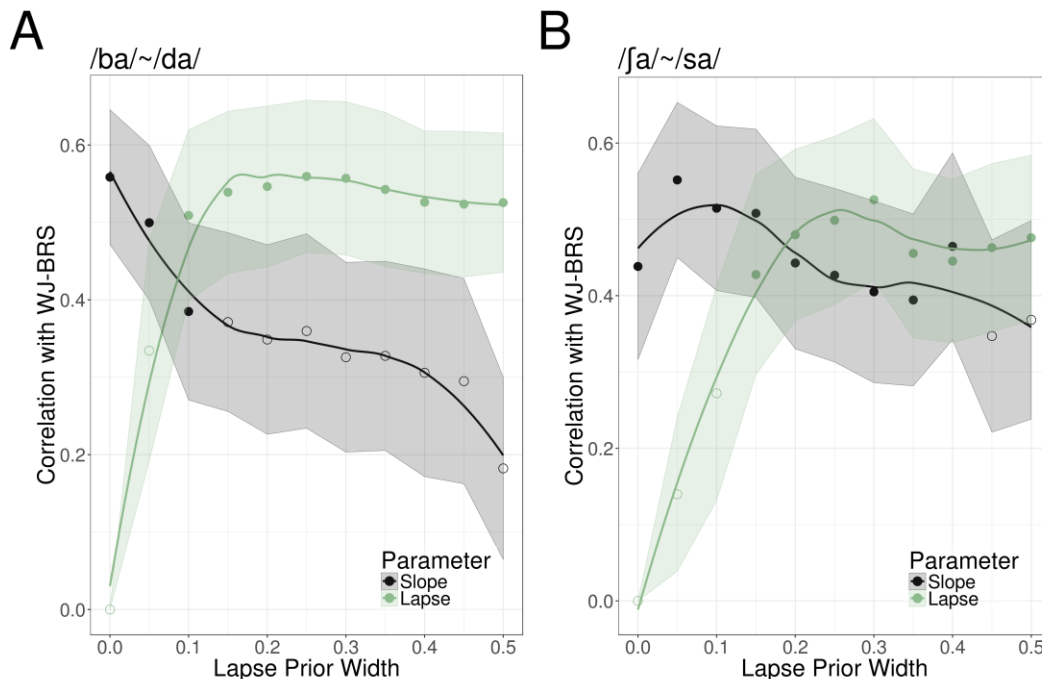 A
/ba/~/da/
Correlation with WJ-BRS
0.6
0.4
0.2
0.0
Parameter
Slope
Lapse
0.0 0.1 0.2 0.3 0.4 0.5
Lapse Prior Width
B
/ʃa/~/sa/
Correlation with WJ-BRS
0.6
0.4
0.2
0.0
Parameter
Slope
Lapse
0.0 0.1 0.2 0.3 0.4 0.5
Lapse Prior Width